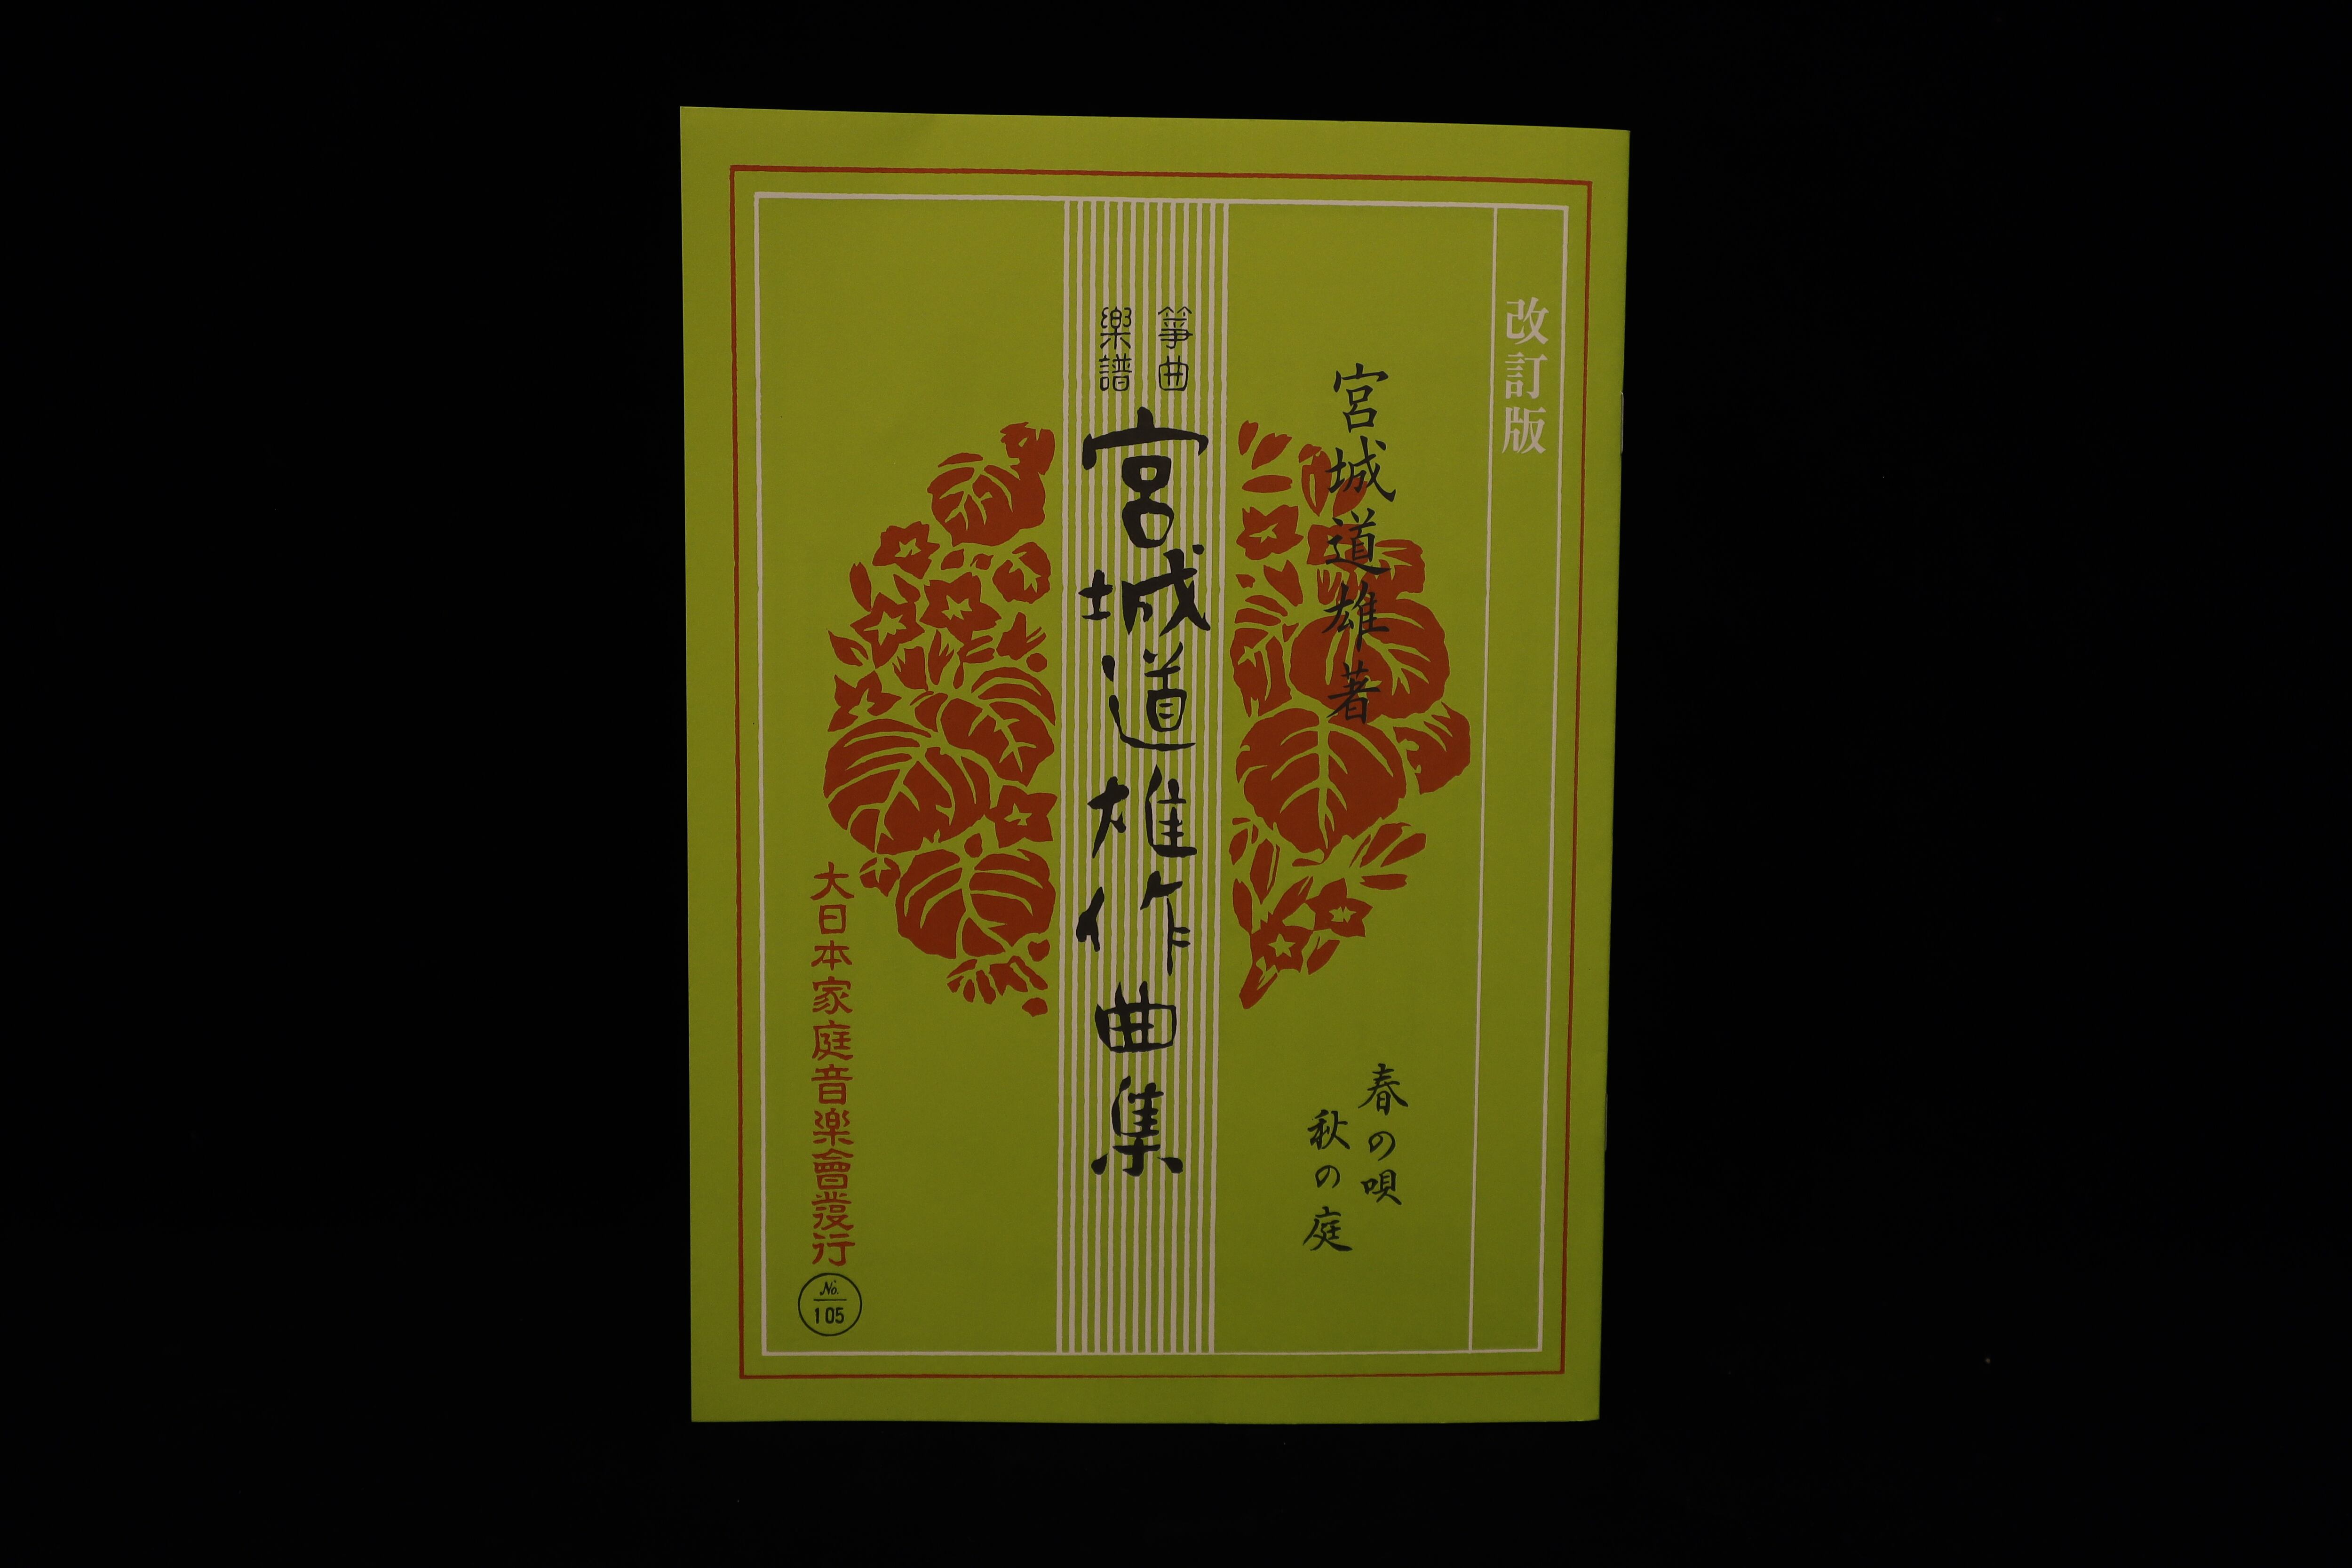 改訂版
宮城道雄著
春の唄
秋の庭
箏曲
楽譜
宮城道雄作曲集
大日本家庭音楽會發行
No.
105